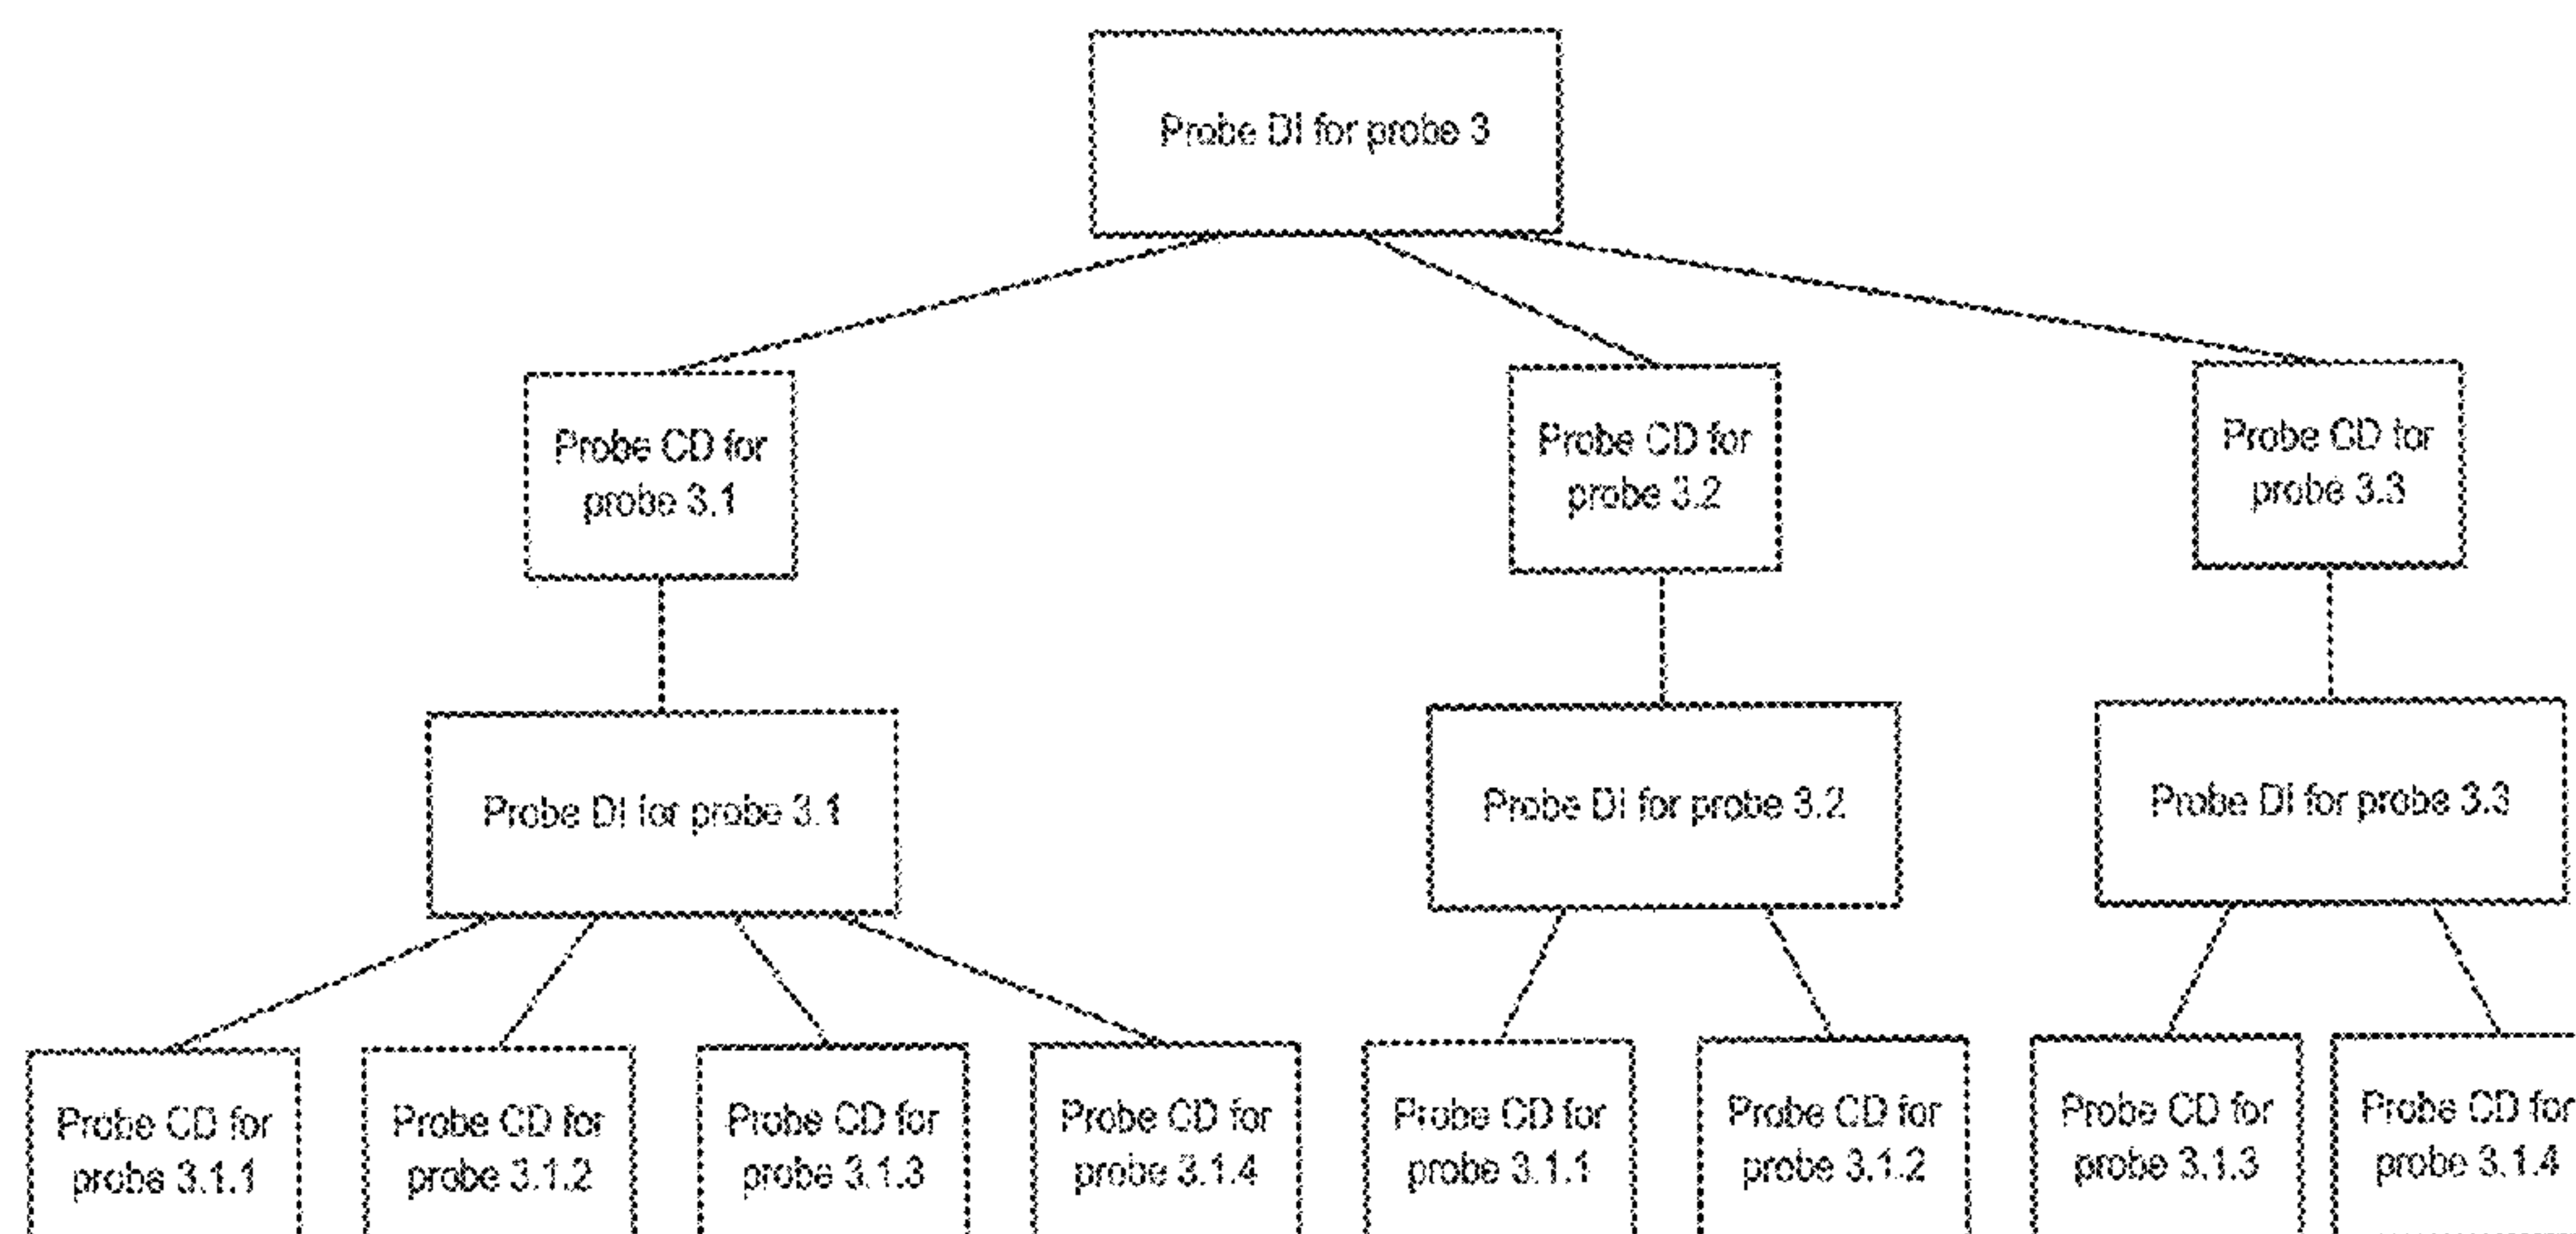 Probe DI for probe 3
Probe CD for
probe 3.1
Probe CD for
probe 3.2
Probe CD for
probe 3.3
Probe DI for probe 3.1
Probe DI for probe 3.2
Probe DI for probe 3.3
Probe CD for
probe 3.1.1
Probe CD for
probe 3.1.2
Probe CD for
probe 3.1.3
Probe CD for
probe 3.1.4
Probe CD for
probe 3.1.1
Probe CD for
probe 3.1.2
Probe CD for
probe 3.1.3
Probe CD for
probe 3.1.4